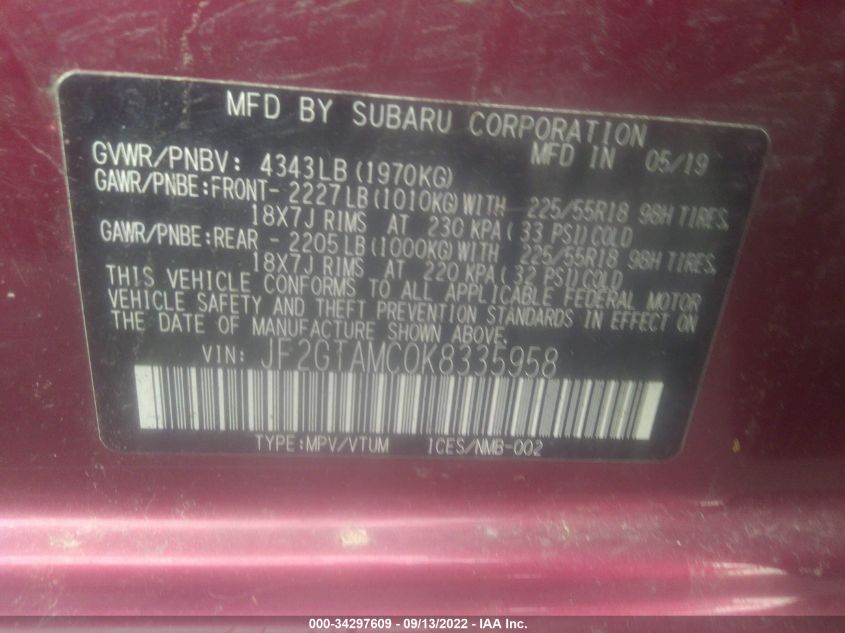 MFD BY SUBARU CORPORATION
GVWR/PNBV: 4343LB (1970KG) MFD IN 05/19
GAWR/PNBE: FRONT- 2227LB (1010KG) WITH 225/55R18 98H TIRES,
18X7J RIMS AT 230 KPA ( 33 PSI) COLD
GAWR/PNBE: REAR - 2205LB (1000KG) WITH 225/55R18 98H TIRES,
18X7J RIMS AT 220 KPA ( 32 PSI) COLD
THIS VEHICLE CONFORMS TO ALL APPLICABLE FEDERAL MOTOR
VEHICLE SAFETY AND THEFT PREVENTION STANDARDS IN EFFECT ON
THE DATE OF MANUFACTURE SHOWN ABOVE.
VIN: JF2GTAMC0K8335958
TYPE:MPV/VTUM ICES/NMB-002
000-34297609 - 09/13/2022 - IAA Inc.